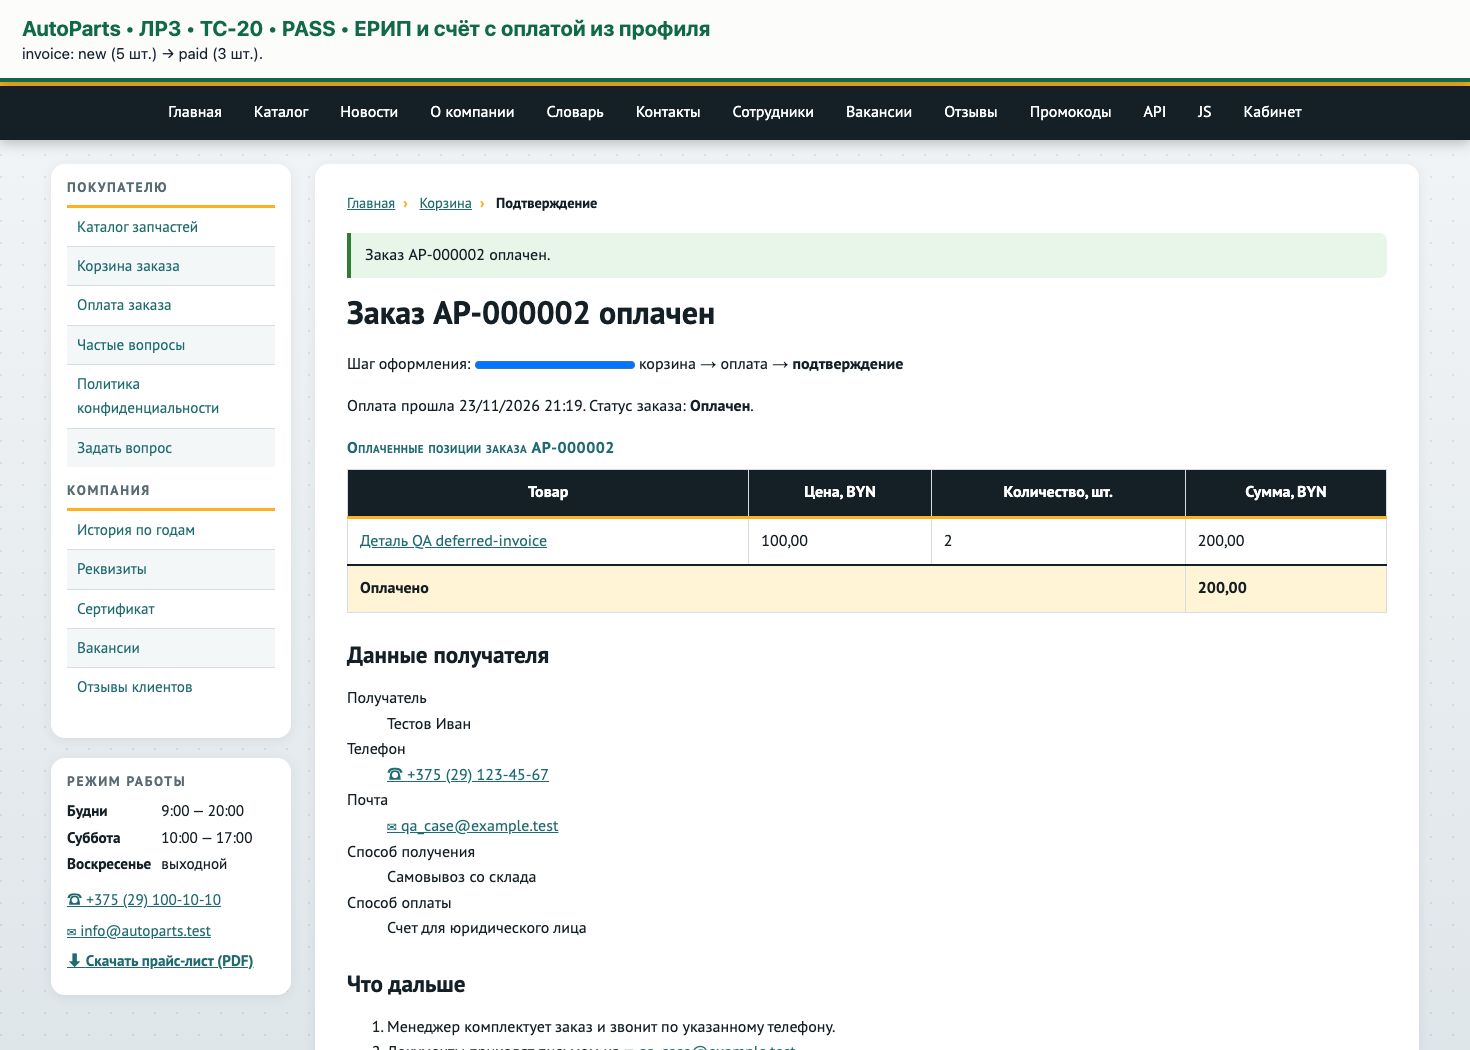 AutoParts • ЛР3 • ТС-20 • PASS • ЕРИП и счёт с оплатой из профиля
invoice: new (5 шт.) → paid (3 шт.).
Главная Каталог Новости О компании Словарь Контакты Сотрудники Вакансии Отзывы Промокоды API JS Кабинет
ПОКУПАТЕЛЮ
Каталог запчастей
Корзина заказа
Оплата заказа
Частые вопросы
Политика
конфиденциальности
Задать вопрос
КОМПАНИЯ
История по годам
Реквизиты
Сертификат
Вакансии
Отзывы клиентов
РЕЖИМ РАБОТЫ
Будни 9:00 — 20:00
Суббота 10:00 — 17:00
Воскресенье выходной
☎ +375 (29) 100-10-10
✉ info@autoparts.test
⬇ Скачать прайс-лист (PDF)
Главная › Корзина › Подтверждение
Заказ AP-000002 оплачен.
Заказ AP-000002 оплачен
Шаг оформления: корзина → оплата → подтверждение
Оплата прошла 23/11/2026 21:19. Статус заказа: Оплачен.
Оплаченные позиции заказа AP-000002
Товар Цена, BYN Количество, шт. Сумма, BYN
Деталь QA deferred-invoice 100,00 2 200,00
Оплачено 200,00
Данные получателя
Получатель
Тестов Иван
Телефон
☎ +375 (29) 123-45-67
Почта
✉ qa_case@example.test
Способ получения
Самовывоз со склада
Способ оплаты
Счет для юридического лица
Что дальше
1. Менеджер комплектует заказ и звонит по указанному телефону.